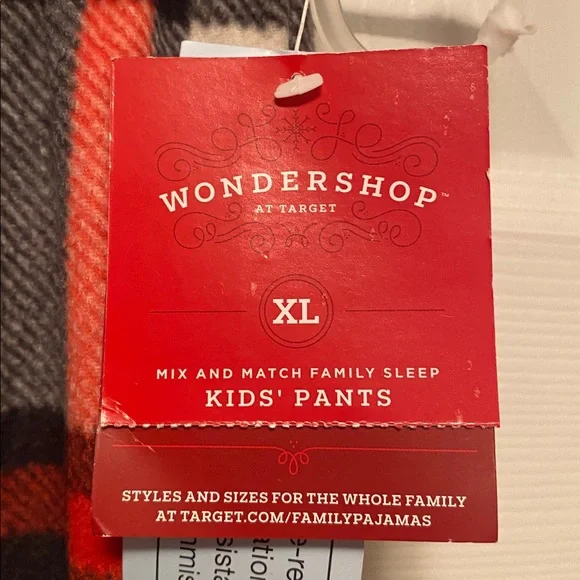 WONDERSHOP™
AT TARGET
XL
MIX AND MATCH FAMILY SLEEP
KIDS' PANTS
STYLES AND SIZES FOR THE WHOLE FAMILY
AT TARGET.COM/FAMILYPAJAMAS